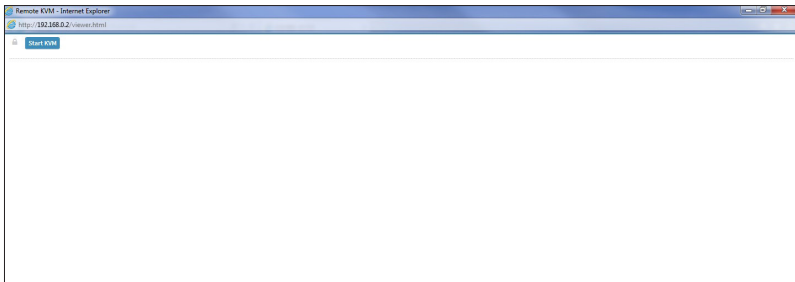 Remote KVM - Internet Explorer
http://192.168.0.2/viewer.html
Start KVM